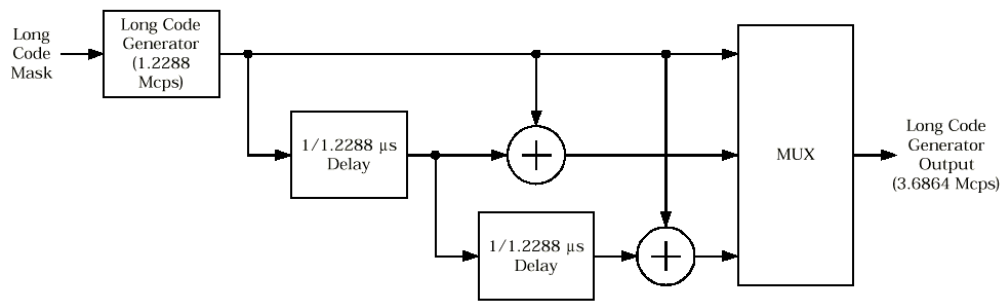 Long
Code
Mask
Long Code
Generator
(1.2288
Mcps)
1/1.2288 µs
Delay
1/1.2288 µs
Delay
MUX
Long Code
Generator
Output
(3.6864 Mcps)